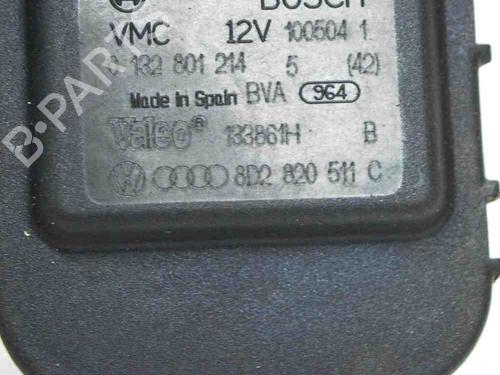 BOSCH
VMC 12V 100504 1
0 132 801 214 5 (42)
Made in Spain BVA 964
Valeo® 133861H B
8D2 820 511 C
B-PARTS